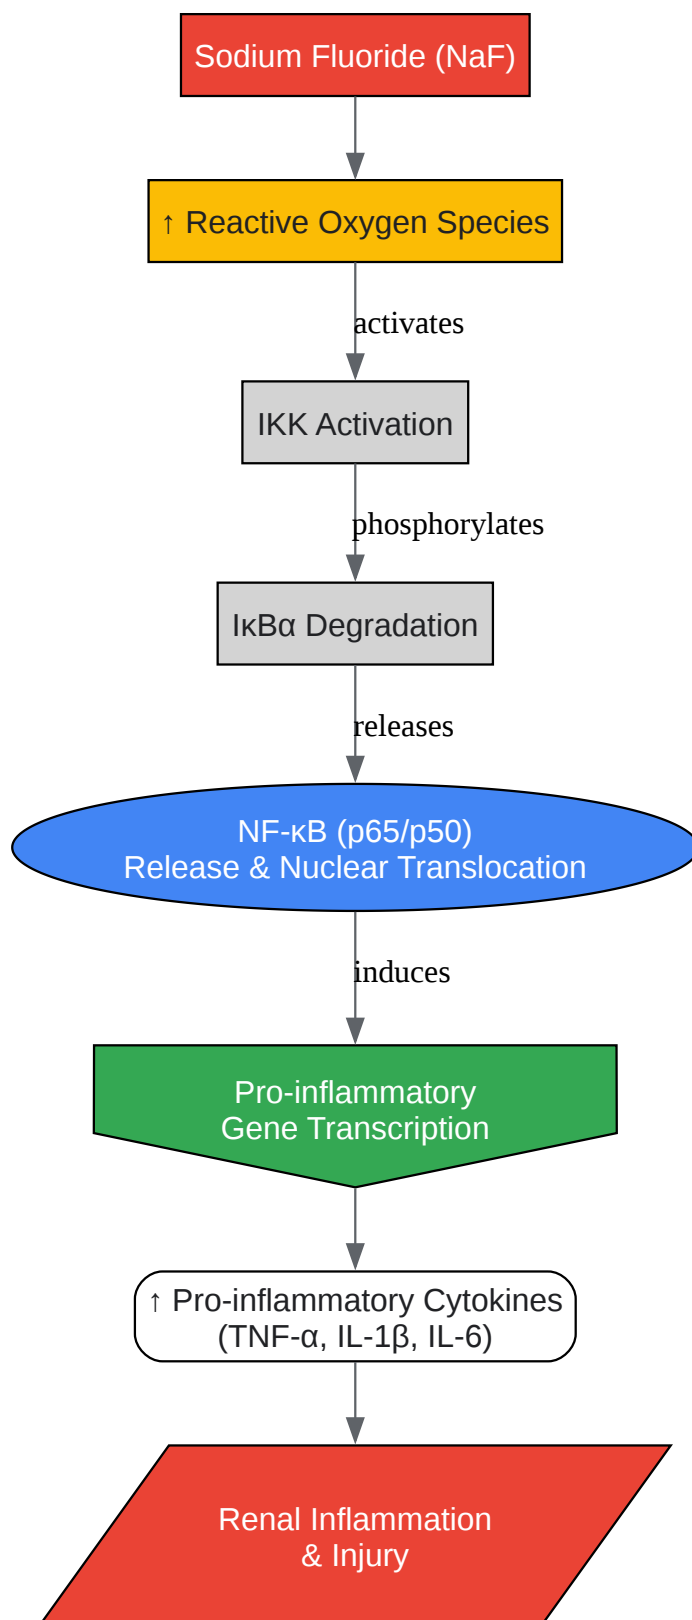 Sodium Fluoride (NaF)
↑ Reactive Oxygen Species
activates
IKK Activation
phosphorylates
IκBα Degradation
releases
NF-κB (p65/p50)
Release & Nuclear Translocation
induces
Pro-inflammatory
Gene Transcription
↑ Pro-inflammatory Cytokines
(TNF-α, IL-1β, IL-6)
Renal Inflammation
& Injury